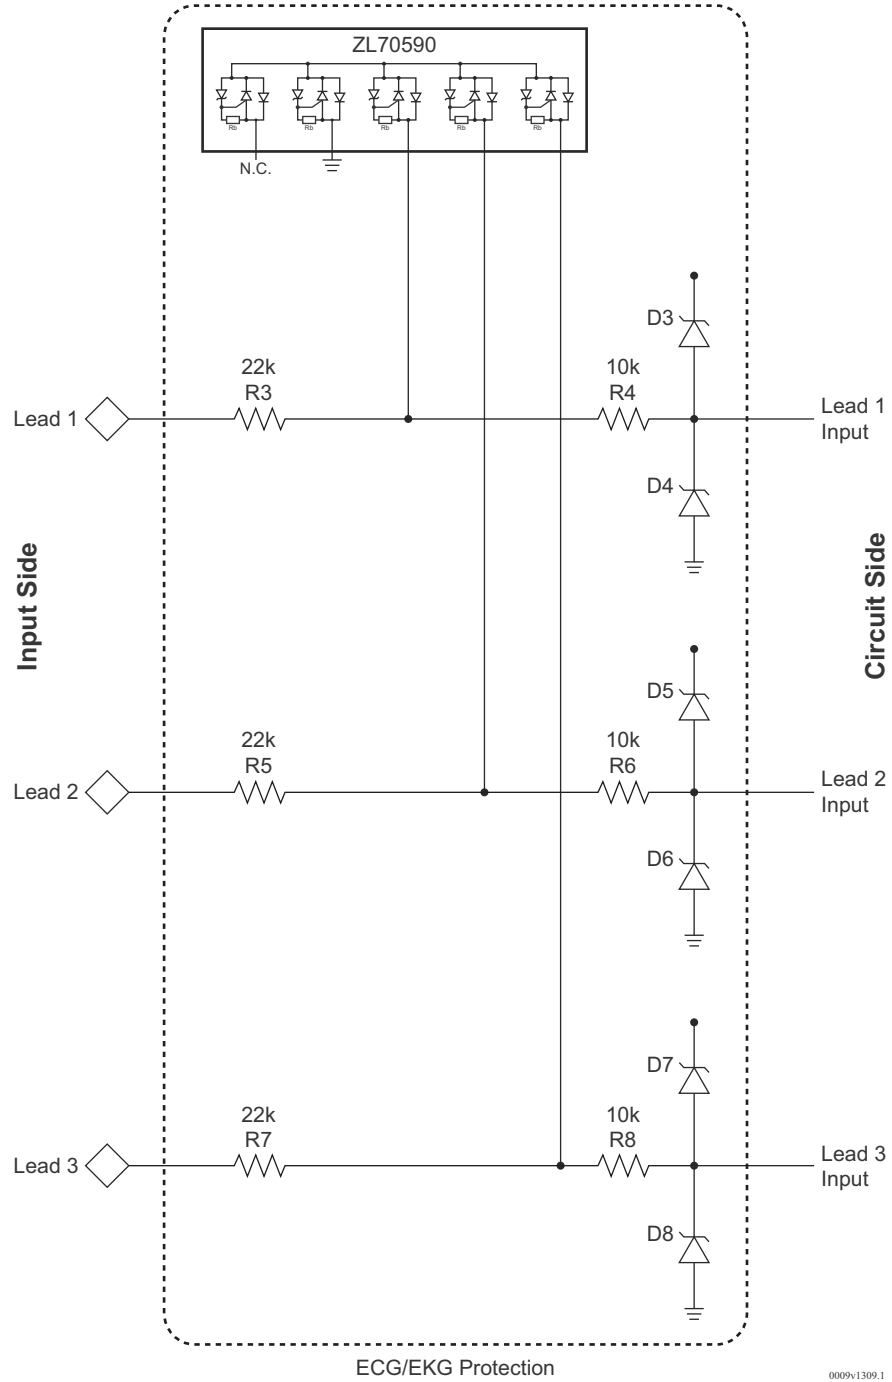 ZL70590
Rb Rb Rb Rb Rb
N.C.
D3
22k
R3
10k
R4
Lead 1
Lead 1
Input
D4
Input Side
Circuit Side
D5
22k
R5
10k
R6
Lead 2
Lead 2
Input
D6
D7
22k
R7
10k
R8
Lead 3
Lead 3
Input
D8
ECG/EKG Protection
0009v1309.1